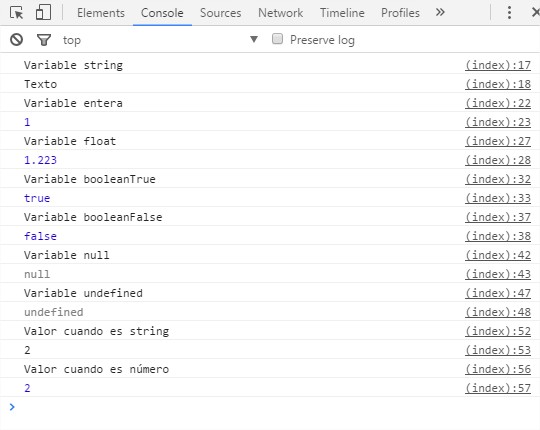 Elements Console Sources Network Timeline Profiles »
top Preserve log
Variable string (index):17
Texto (index):18
Variable entera (index):22
1 (index):23
Variable float (index):27
1.223 (index):28
Variable booleanTrue (index):32
true (index):33
Variable booleanFalse (index):37
false (index):38
Variable null (index):42
null (index):43
Variable undefined (index):47
undefined (index):48
Valor cuando es string (index):52
2 (index):53
Valor cuando es número (index):56
2 (index):57